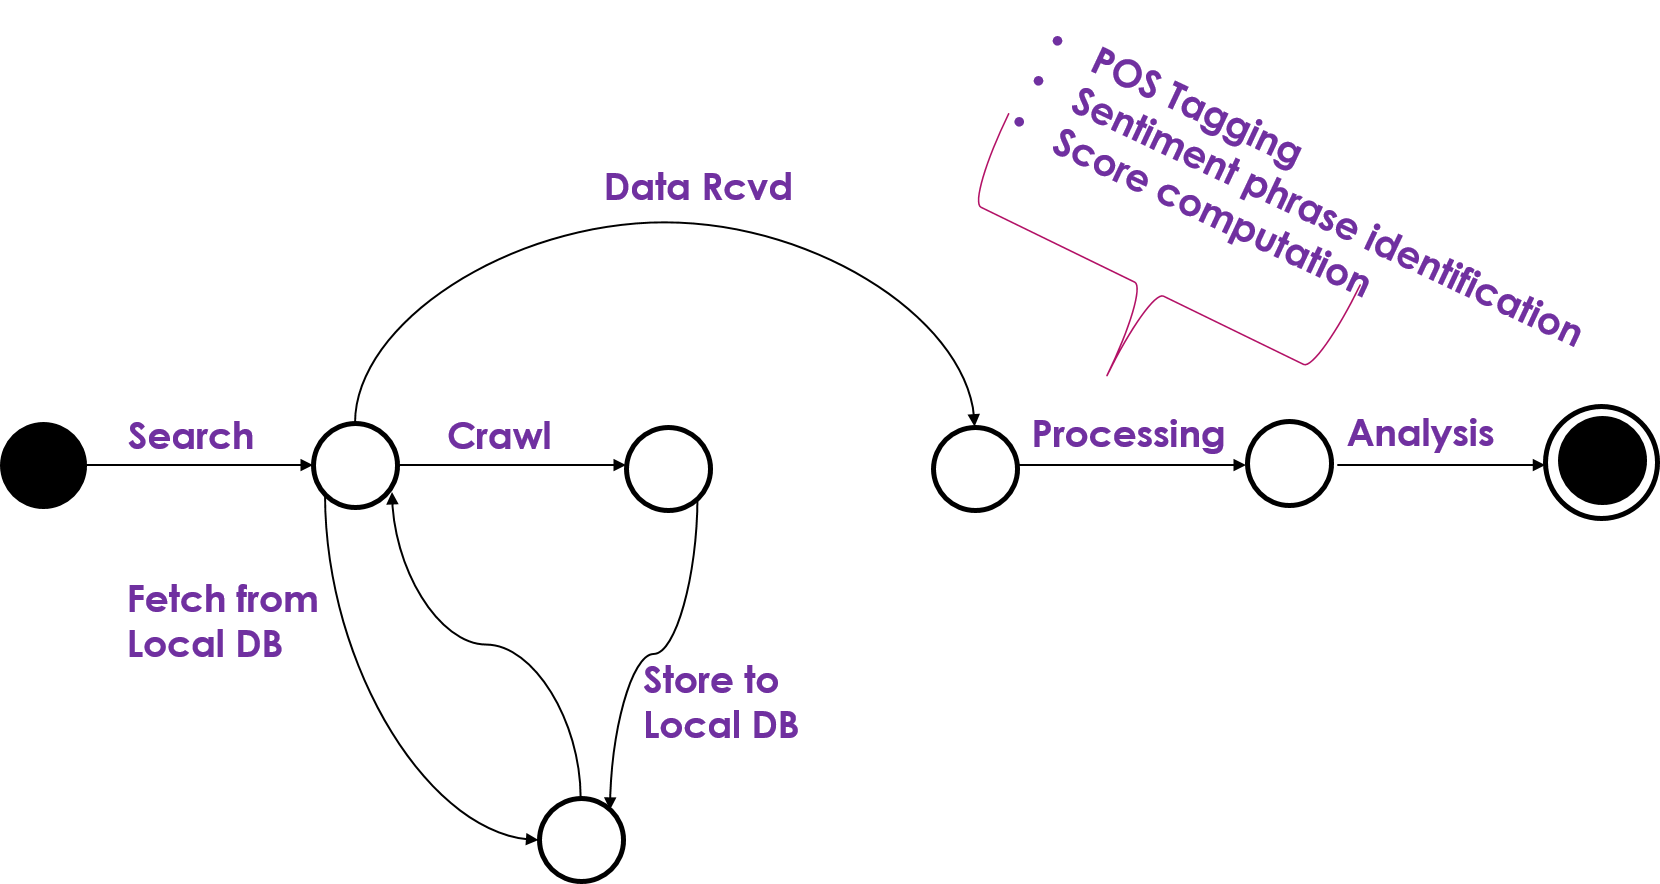 • POS Tagging
• Sentiment phrase identification
• Score computation
Data Rcvd
Search
Crawl
Processing
Analysis
Fetch from
Local DB
Store to
Local DB